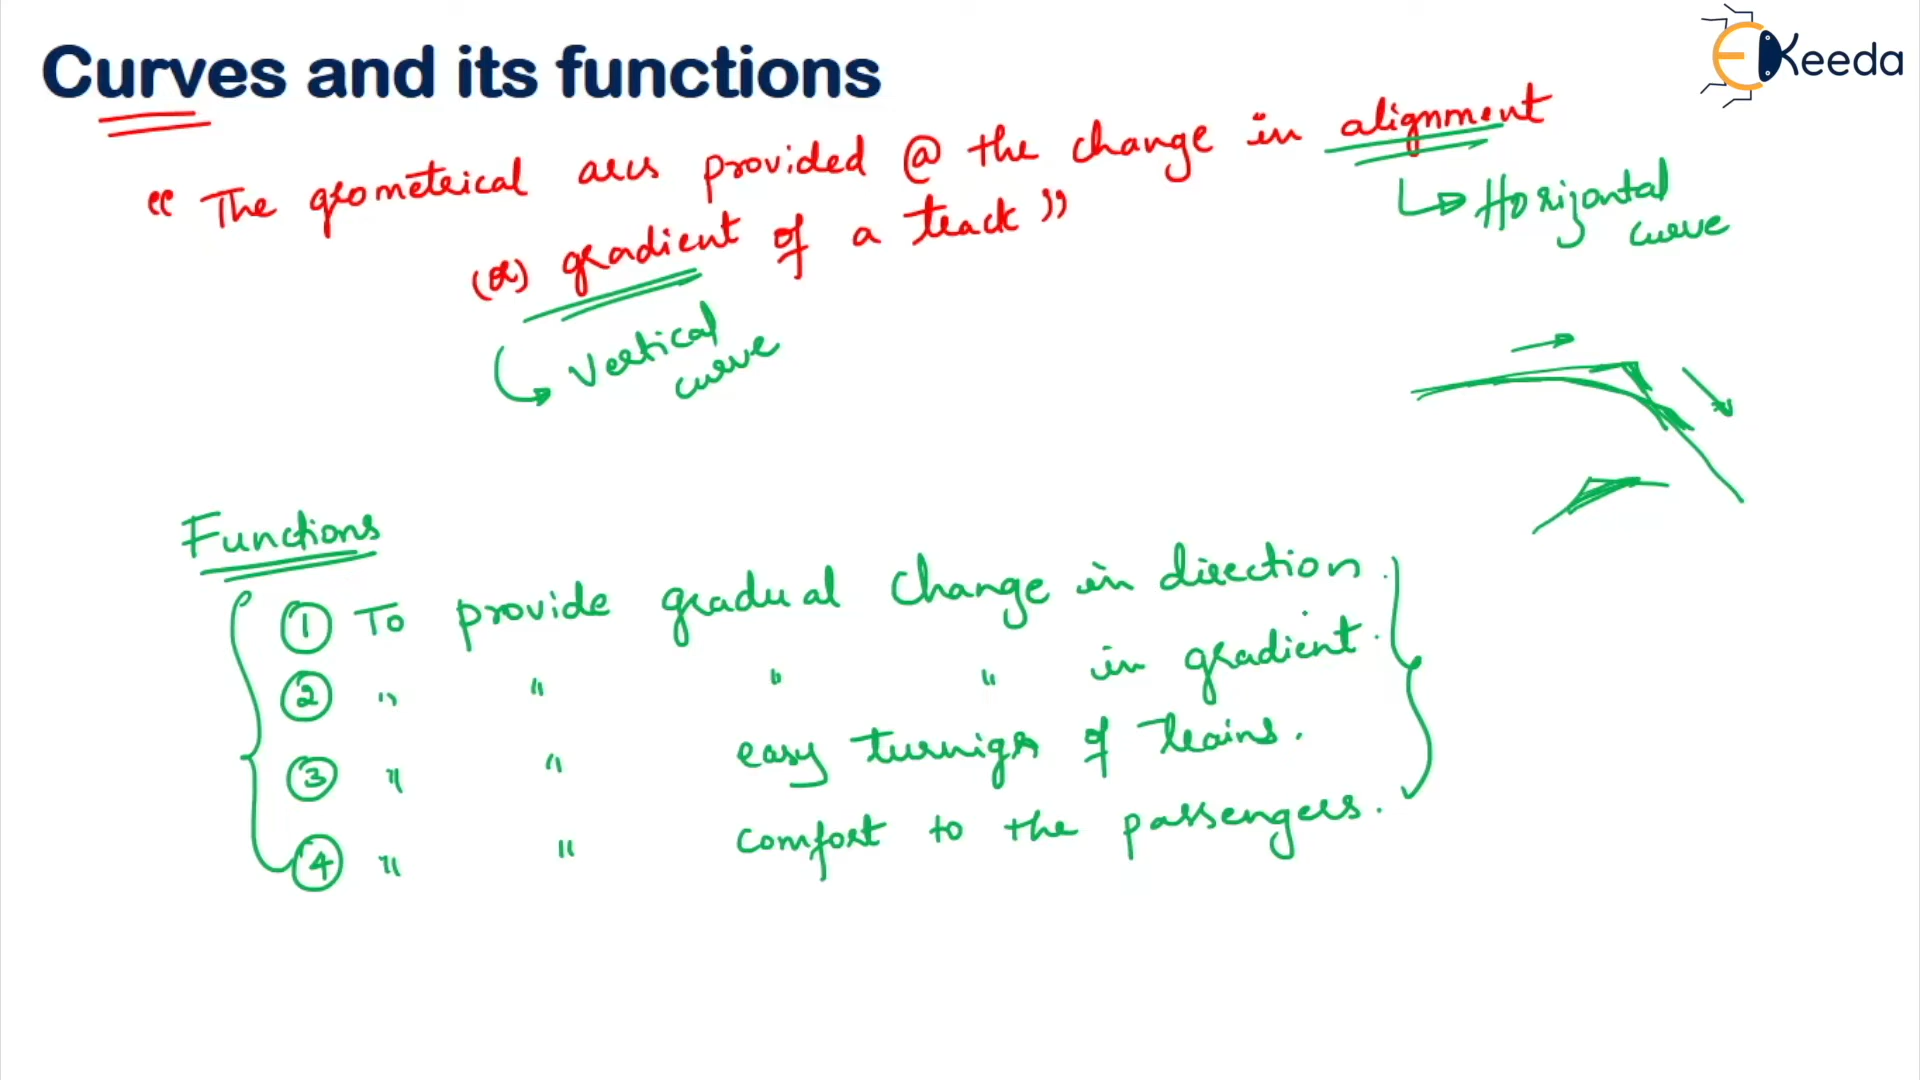 Curves and its functions
EKeeda
" The geometrical arcs provided @ the change in alignment
(or) gradient of a track "
Horizontal
curve
Vertical
curve
Functions
① To provide gradual change in direction.
② " " " " in gradient.
③ " " easy turnign of trains.
④ " " comfort to the passengers.